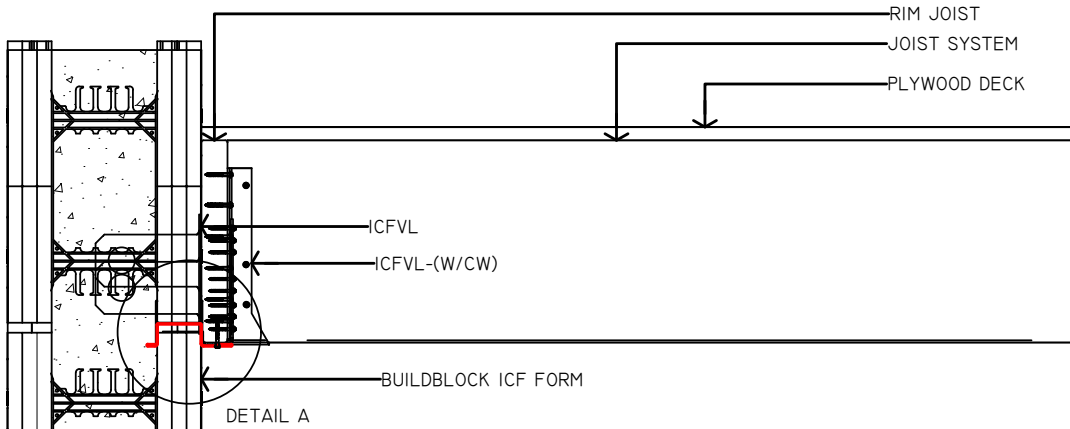 RIM JOIST
JOIST SYSTEM
PLYWOOD DECK
ICFVL
ICFVL-(W/CW)
BUILDBLOCK ICF FORM
DETAIL A